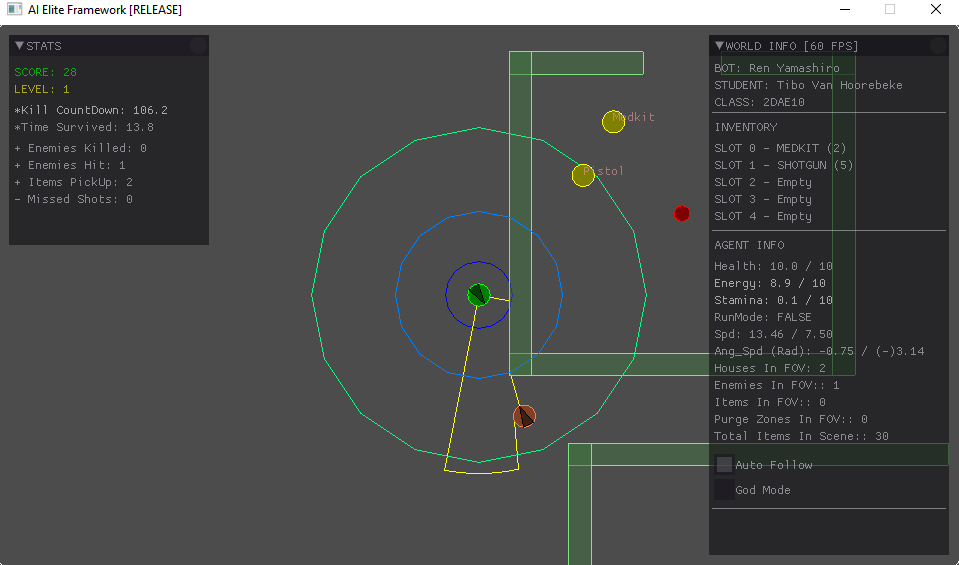 AI Elite Framework [RELEASE]
STATS
SCORE: 28
LEVEL: 1
*Kill CountDown: 106.2
*Time Survived: 13.8
+ Enemies Killed: 0
+ Enemies Hit: 1
+ Items PickUp: 2
- Missed Shots: 0
Medkit
Pistol
WORLD INFO [60 FPS]
BOT: Ren Yamashiro
STUDENT: Tibo Van Hoorebeke
CLASS: 2DAE10
INVENTORY
SLOT 0 - MEDKIT (2)
SLOT 1 - SHOTGUN (5)
SLOT 2 - Empty
SLOT 3 - Empty
SLOT 4 - Empty
AGENT INFO
Health: 10.0 / 10
Energy: 8.9 / 10
Stamina: 0.1 / 10
RunMode: FALSE
Spd: 13.46 / 7.50
Ang_Spd (Rad): -0.75 / (-)3.14
Houses In FOV: 2
Enemies In FOV:: 1
Items In FOV:: 0
Purge Zones In FOV:: 0
Total Items In Scene:: 30
Auto Follow
God Mode